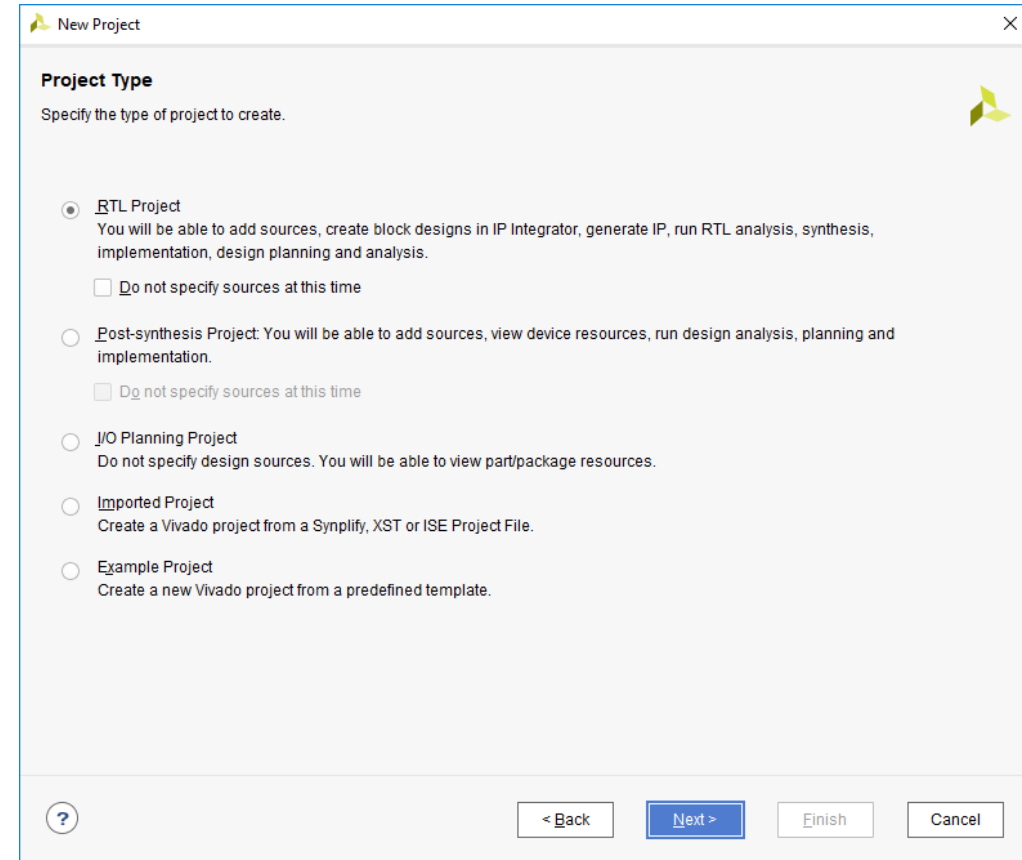 New Project
Project Type
Specify the type of project to create.
RTL Project
You will be able to add sources, create block designs in IP Integrator, generate IP, run RTL analysis, synthesis,
implementation, design planning and analysis.
Do not specify sources at this time
Post-synthesis Project: You will be able to add sources, view device resources, run design analysis, planning and
implementation.
Do not specify sources at this time
I/O Planning Project
Do not specify design sources. You will be able to view part/package resources.
Imported Project
Create a Vivado project from a Synplify, XST or ISE Project File.
Example Project
Create a new Vivado project from a predefined template.
? < Back Next > Finish Cancel